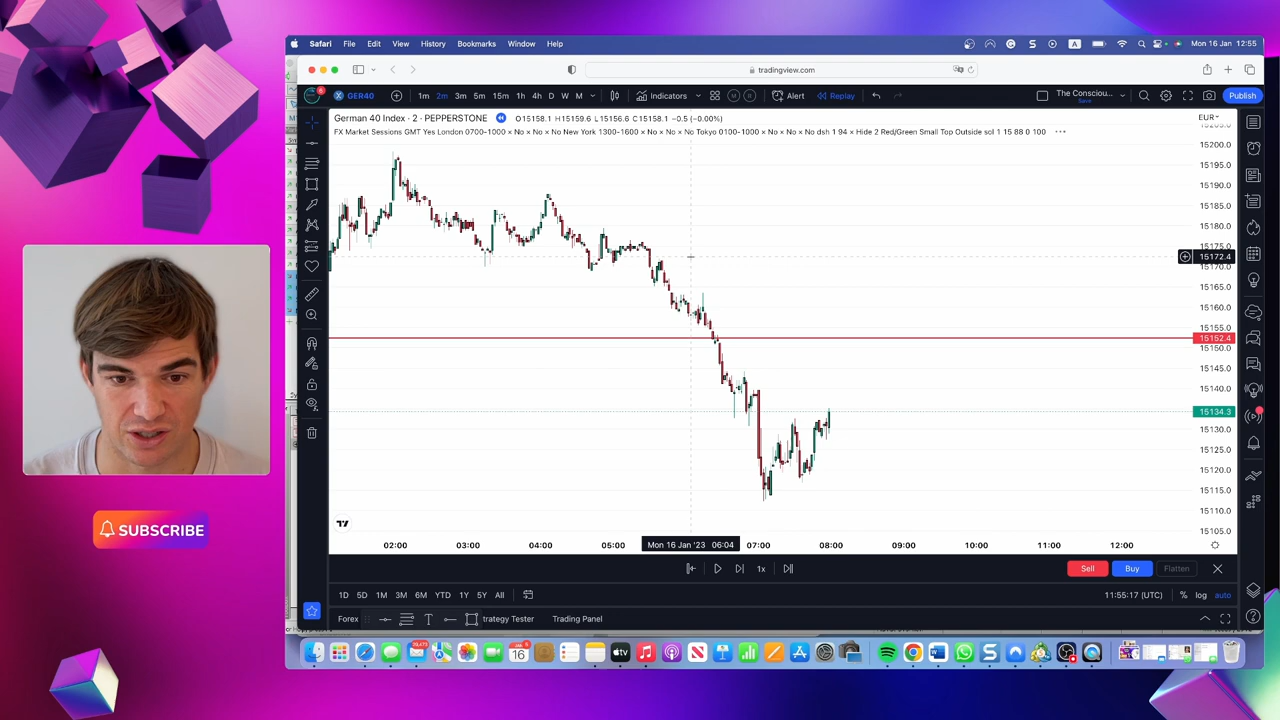 Safari File Edit View History Bookmarks Window Help
Mon 16 Jan 12:55
tradingview.com
GER40 1m 2m 3m 5m 15m 1h 4h D W M Indicators Alert Replay
The Consciou...
Save
Publish
German 40 Index · 2 · PEPPERSTONE O15158.1 H15159.6 L15156.6 C15158.1 −0.5 (−0.00%)
EUR
FX Market Sessions GMT Yes London 0700-1000 × No × No × No New York 1300-1600 × No × No × No Tokyo 0100-1000 × No × No × No dsh 1 94 × Hide 2 Red/Green Small Top Outside sol 1 15 88 0 100
15200.0
15195.0
15190.0
15185.0
15180.0
15175.0
15172.4
15170.0
15165.0
15160.0
15155.0
15152.4
15150.0
15145.0
15140.0
15134.3
15130.0
15125.0
15120.0
15115.0
15110.0
15105.0
SUBSCRIBE
02:00 03:00 04:00 05:00 Mon 16 Jan '23 06:04 07:00 08:00 09:00 10:00 11:00 12:00
1x
Sell Buy Flatten
1D 5D 1M 3M 6M YTD 1Y 5Y All
11:55:17 (UTC) % log auto
Forex
trategy Tester Trading Panel